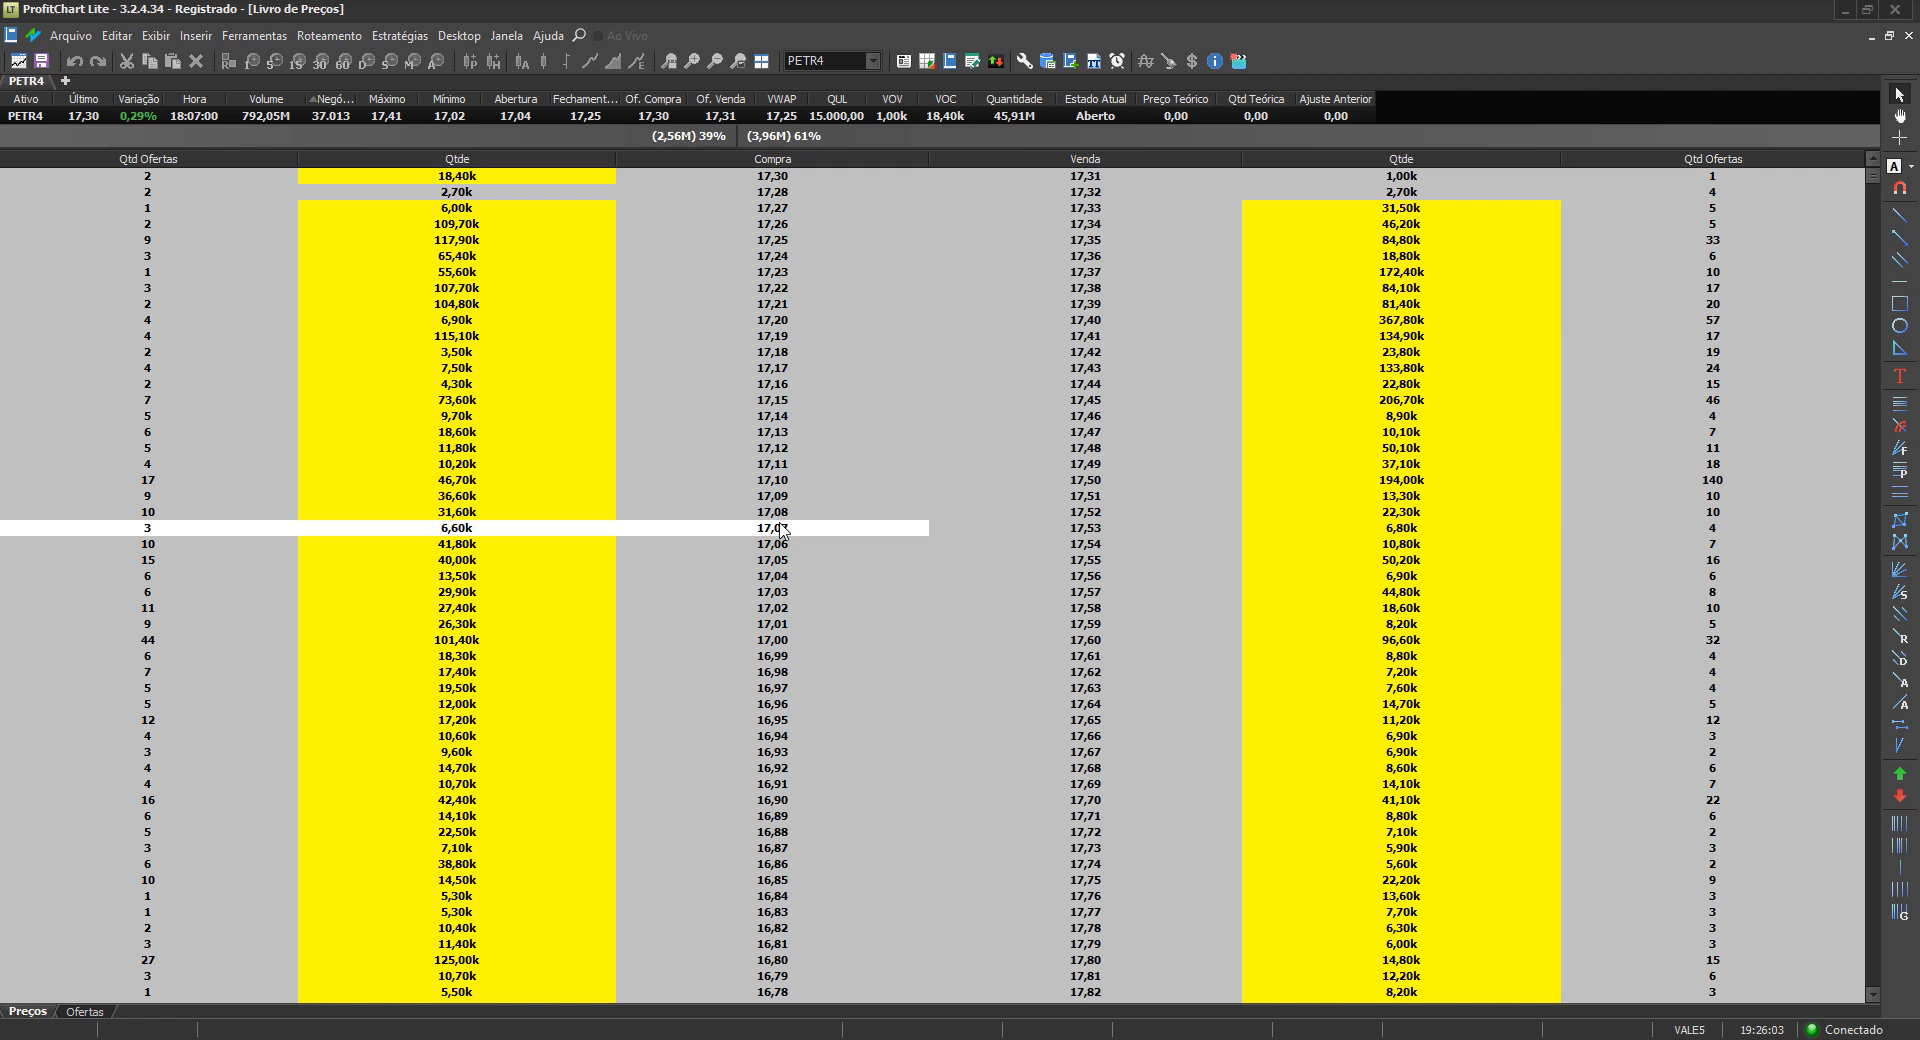 ProfitChart Lite - 3.2.4.34 - Registrado - [Livro de Preços]
Arquivo Editar Exibir Inserir Ferramentas Roteamento Estratégias Desktop Janela Ajuda Ao Vivo
PETR4
PETR4 +
Ativo Último Variação Hora Volume Negó... Máximo Mínimo Abertura Fechament... Of. Compra Of. Venda VWAP QUL VOV VOC Quantidade Estado Atual Preço Teórico Qtd Teórica Ajuste Anterior
PETR4 17,30 0,29% 18:07:00 792,05M 37.013 17,41 17,02 17,04 17,25 17,30 17,31 17,25 15.000,00 1,00k 18,40k 45,91M Aberto 0,00 0,00 0,00
(2,56M) 39% (3,96M) 61%
Qtd Ofertas Qtde Compra Venda Qtde Qtd Ofertas
2 18,40k 17,30 17,31 1,00k 1
2 2,70k 17,28 17,32 2,70k 4
1 6,00k 17,27 17,33 31,50k 5
2 109,70k 17,26 17,34 46,20k 5
9 117,90k 17,25 17,35 84,80k 33
3 65,40k 17,24 17,36 18,80k 6
1 55,60k 17,23 17,37 172,40k 10
3 107,70k 17,22 17,38 84,10k 17
2 104,80k 17,21 17,39 81,40k 20
4 6,90k 17,20 17,40 367,80k 57
4 115,10k 17,19 17,41 134,90k 17
2 3,50k 17,18 17,42 23,80k 19
4 7,50k 17,17 17,43 133,80k 24
2 4,30k 17,16 17,44 22,80k 15
7 73,60k 17,15 17,45 206,70k 46
5 9,70k 17,14 17,46 8,90k 4
6 18,60k 17,13 17,47 10,10k 7
5 11,80k 17,12 17,48 50,10k 11
4 10,20k 17,11 17,49 37,10k 18
17 46,70k 17,10 17,50 194,00k 140
9 36,60k 17,09 17,51 13,30k 10
10 31,60k 17,08 17,52 22,30k 10
3 6,60k 17,07 17,53 6,80k 4
10 41,80k 17,06 17,54 10,80k 7
15 40,00k 17,05 17,55 50,20k 16
6 13,50k 17,04 17,56 6,90k 6
6 29,90k 17,03 17,57 44,80k 8
11 27,40k 17,02 17,58 18,60k 10
9 26,30k 17,01 17,59 8,20k 5
44 101,40k 17,00 17,60 96,60k 32
6 18,30k 16,99 17,61 8,80k 4
7 17,40k 16,98 17,62 7,20k 4
5 19,50k 16,97 17,63 7,60k 4
5 12,00k 16,96 17,64 14,70k 5
12 17,20k 16,95 17,65 11,20k 12
4 10,60k 16,94 17,66 6,90k 3
3 9,60k 16,93 17,67 6,90k 2
4 14,70k 16,92 17,68 8,60k 6
4 10,70k 16,91 17,69 14,10k 7
16 42,40k 16,90 17,70 41,10k 22
6 14,10k 16,89 17,71 8,80k 6
5 22,50k 16,88 17,72 7,10k 2
3 7,10k 16,87 17,73 5,90k 3
6 38,80k 16,86 17,74 5,60k 2
10 14,50k 16,85 17,75 22,20k 9
1 5,30k 16,84 17,76 13,60k 3
1 5,30k 16,83 17,77 7,70k 3
2 10,40k 16,82 17,78 6,30k 3
3 11,40k 16,81 17,79 6,00k 3
27 125,00k 16,80 17,80 14,80k 15
3 10,70k 16,79 17,81 12,20k 6
1 5,50k 16,78 17,82 8,20k 3
Preços Ofertas
VALE5 19:26:03 Conectado